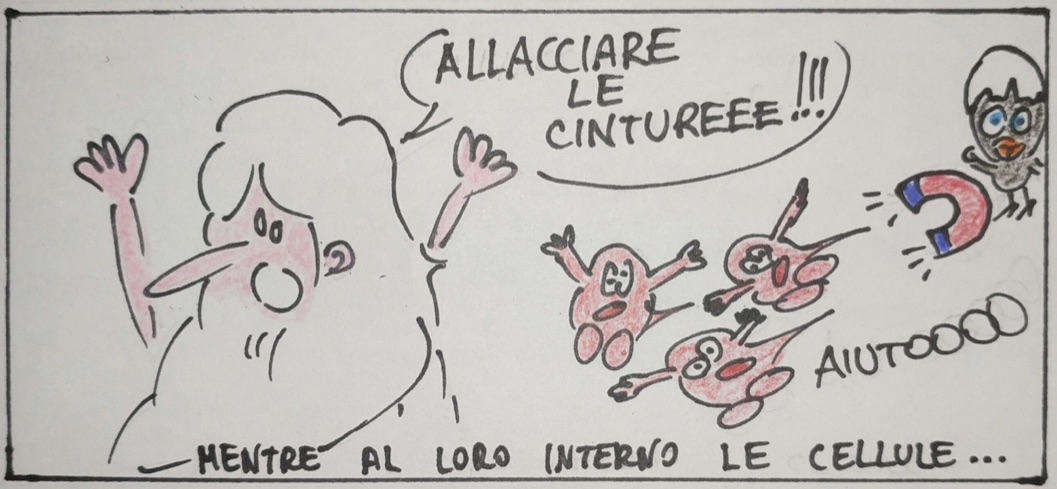 ALLACCIARE
LE
CINTUREEE!!!
AIUTOOOO
MENTRE AL LORO INTERNO LE CELLULE...